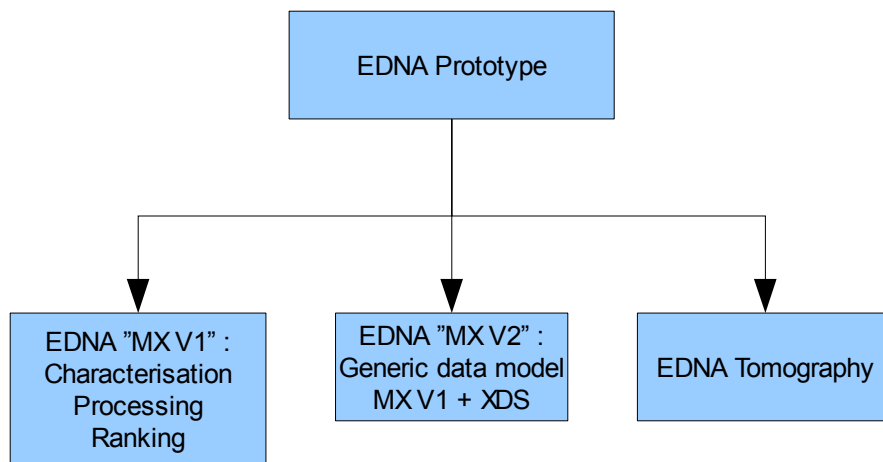 EDNA Prototype
EDNA ”MX V1” :
Characterisation
Processing
Ranking
EDNA ”MX V2” :
Generic data model
MX V1 + XDS
EDNA Tomography